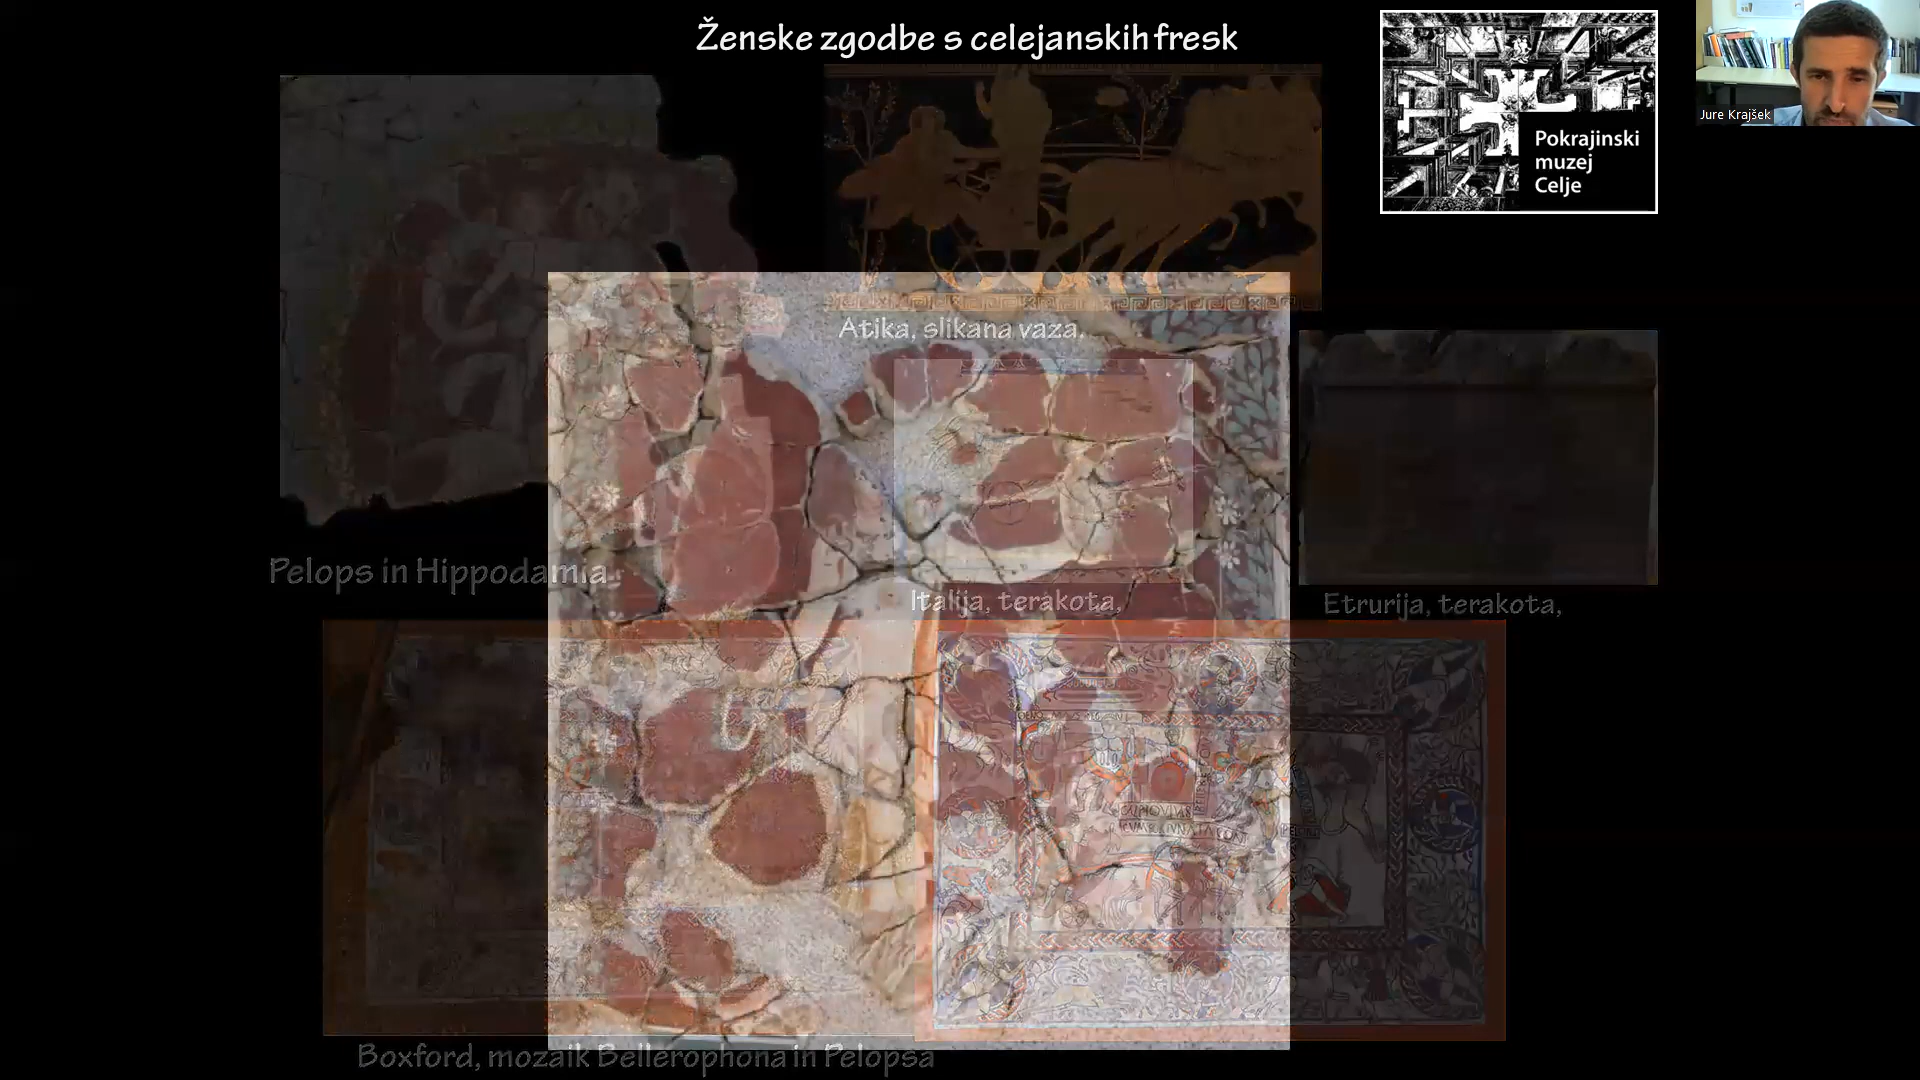 Ženske zgodbe s celejanskih fresk
Pokrajinski
muzej
Celje
Jure Krajšek
Atika, slikana vaza.
Pelops in Hippodamia
Italija, terakota,
Etrurija, terakota,
Boxford, mozaik Bellerophona in Pelopsa